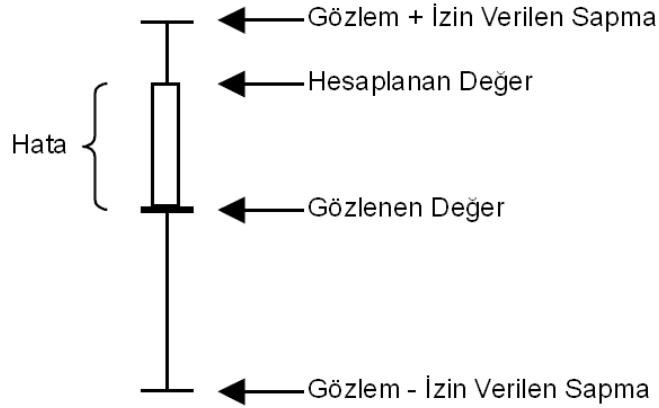 Gözlem + İzin Verilen Sapma
Hesaplanan Değer
Hata
Gözlenen Değer
Gözlem - İzin Verilen Sapma